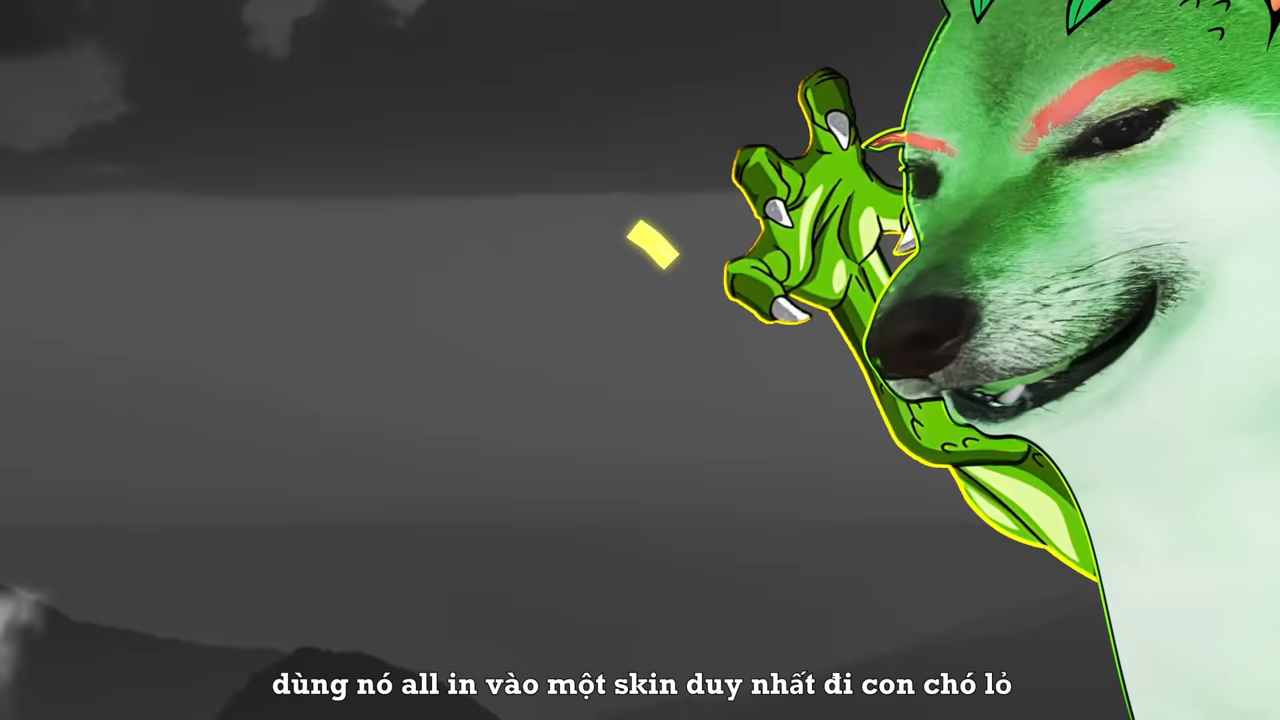 dùng nó all in vào một skin duy nhất đi con chó lỏ